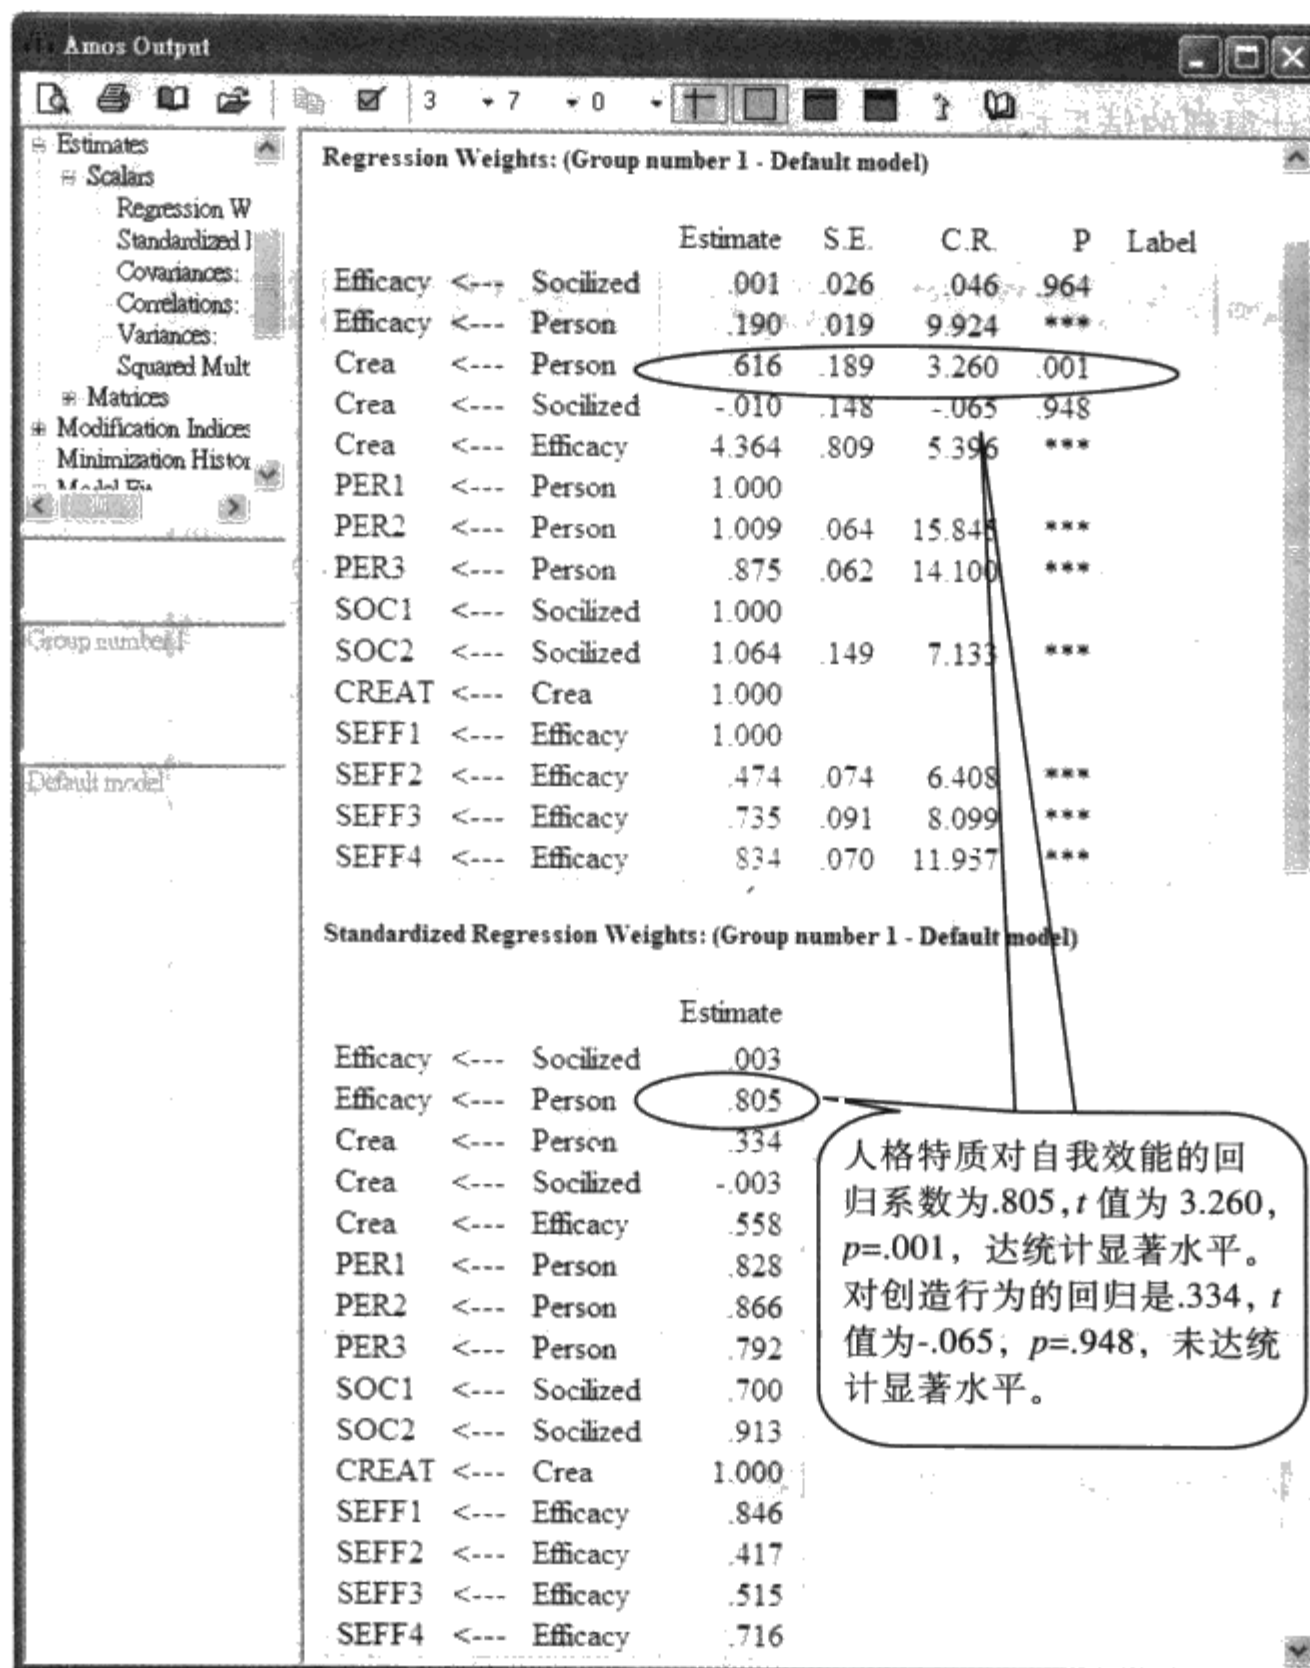 Amos Output
3 7 0
Estimates
Scalars
Regression W
Standardized l
Covariances:
Correlations:
Variances:
Squared Mult
Matrices
Modification Indices
Minimization Histor
Model Fit
Group number 1
Default model
Regression Weights: (Group number 1 - Default model)
Estimate S.E. C.R. P Label
Efficacy <--- Socilized .001 .026 .046 .964
Efficacy <--- Person .190 .019 9.924 ***
Crea <--- Person .616 .189 3.260 .001
Crea <--- Socilized -.010 .148 -.065 .948
Crea <--- Efficacy 4.364 .809 5.396 ***
PER1 <--- Person 1.000
PER2 <--- Person 1.009 .064 15.845 ***
PER3 <--- Person .875 .062 14.100 ***
SOC1 <--- Socilized 1.000
SOC2 <--- Socilized 1.064 .149 7.133 ***
CREAT <--- Crea 1.000
SEFF1 <--- Efficacy 1.000
SEFF2 <--- Efficacy .474 .074 6.408 ***
SEFF3 <--- Efficacy .735 .091 8.099 ***
SEFF4 <--- Efficacy .834 .070 11.957 ***
Standardized Regression Weights: (Group number 1 - Default model)
Estimate
Efficacy <--- Socilized .003
Efficacy <--- Person .805
Crea <--- Person .334
Crea <--- Socilized -.003
Crea <--- Efficacy .558
PER1 <--- Person .828
PER2 <--- Person .866
PER3 <--- Person .792
SOC1 <--- Socilized .700
SOC2 <--- Socilized .913
CREAT <--- Crea 1.000
SEFF1 <--- Efficacy .846
SEFF2 <--- Efficacy .417
SEFF3 <--- Efficacy .515
SEFF4 <--- Efficacy .716
人格特质对自我效能的回
归系数为.805,t 值为 3.260,
p=.001，达统计显著水平。
对创造行为的回归是.334，t
值为-.065，p=.948，未达统
计显著水平。